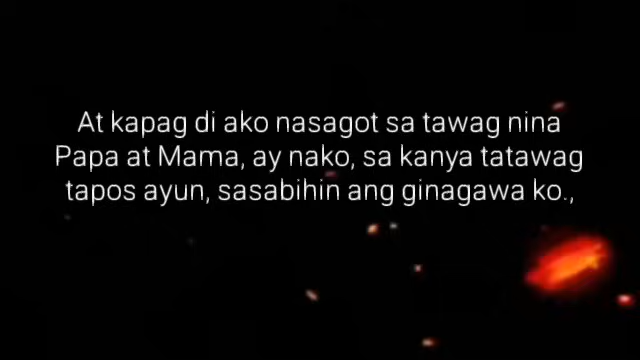 At kapag di ako nasagot sa tawag nina
Papa at Mama, ay nako, sa kanya tatawag
tapos ayun, sasabihin ang ginagawa ko.,